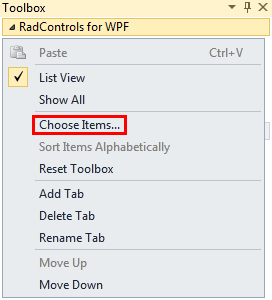 Toolbox
RadControls for WPF
Paste Ctrl+V
List View
Show All
Choose Items...
Sort Items Alphabetically
Reset Toolbox
Add Tab
Delete Tab
Rename Tab
Move Up
Move Down